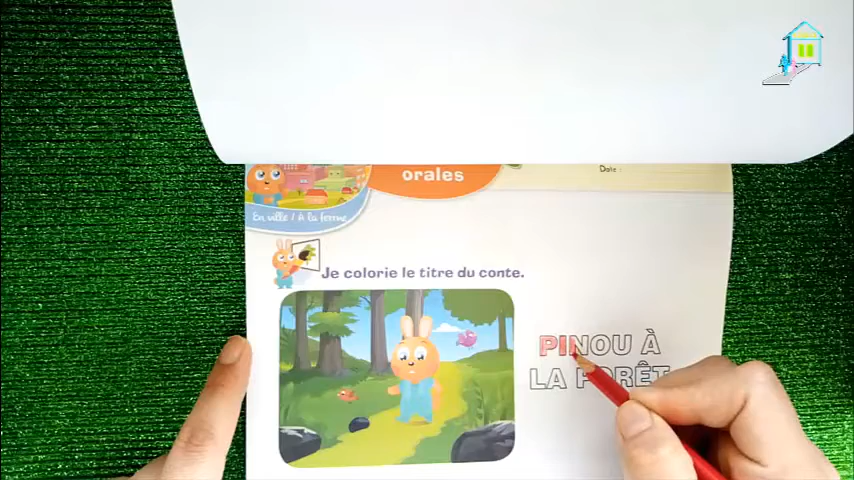 orales
Date :
En ville / À la ferme
Je colorie le titre du conte.
PINOU À
LA FORÊT